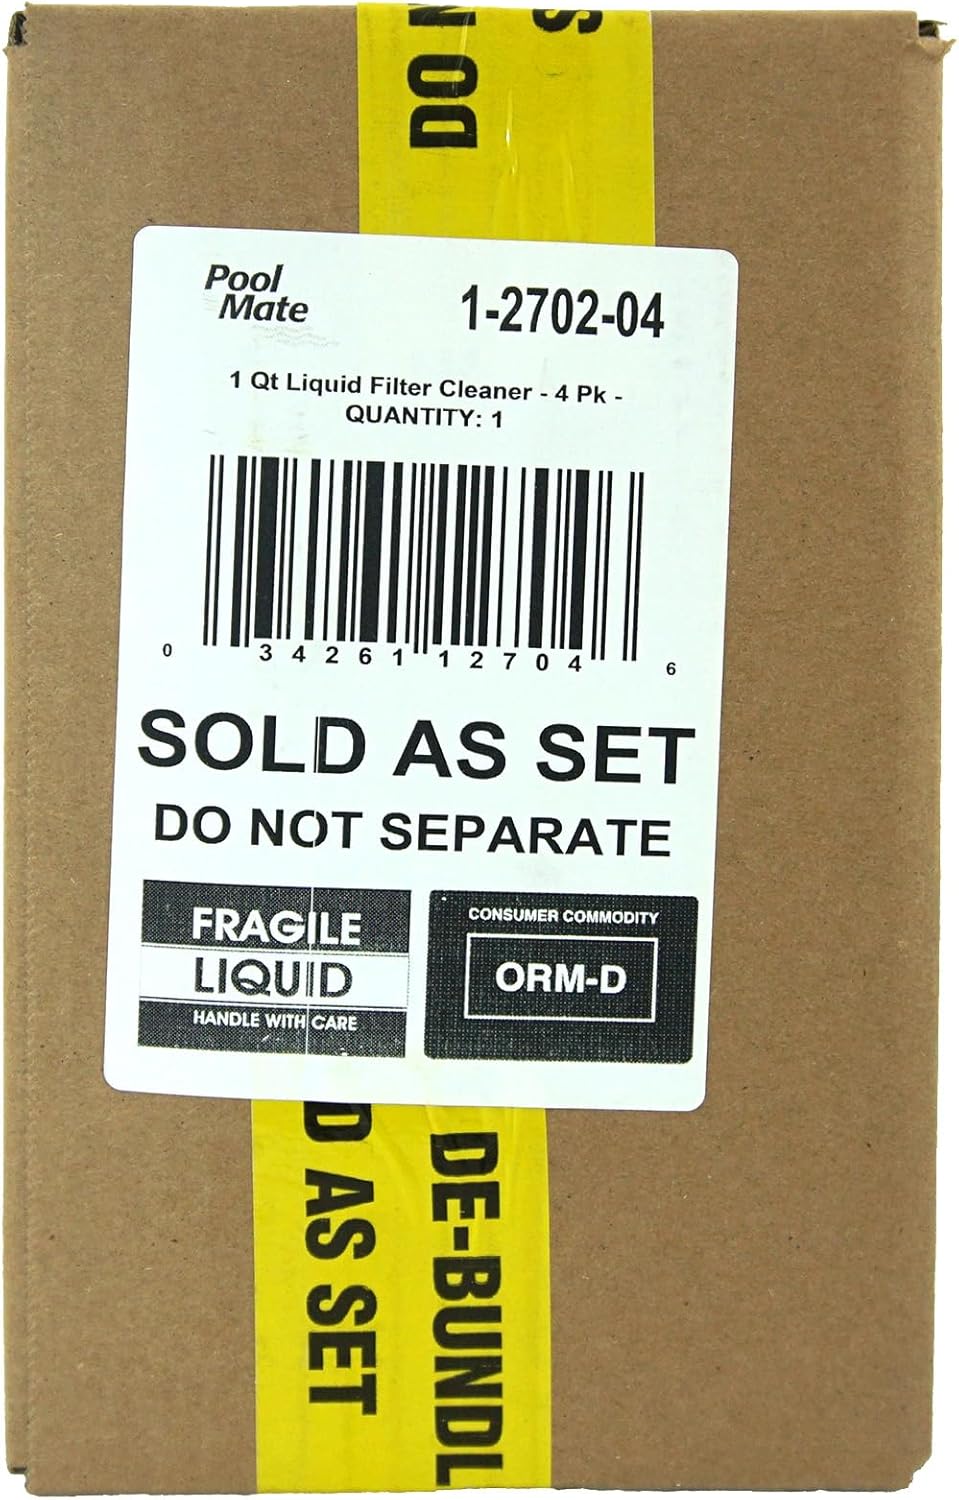 DO N
S
Pool
Mate
1-2702-04
1 Qt Liquid Filter Cleaner - 4 Pk -
QUANTITY: 1
0 34261 12704 6
SOLD AS SET
DO NOT SEPARATE
FRAGILE
LIQUID
HANDLE WITH CARE
CONSUMER COMMODITY
ORM-D
D AS SET
DE-BUNDL